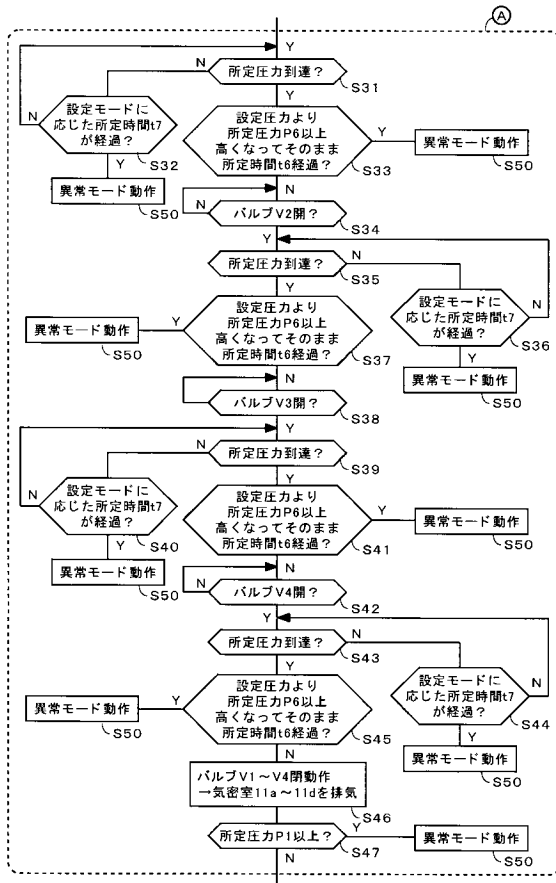 A
Y
N
所定圧力到達？
S31
Y
N
設定モードに
応じた所定時間t7
が経過？
S32
Y
異常モード動作
S50
設定圧力より
所定圧力P6以上
高くなってそのまま
所定時間t6経過？
S33
Y
異常モード動作
S50
N
N
バルブV2開？
S34
Y
所定圧力到達？
N
S35
設定モードに
応じた所定時間t7
が経過？
N
S36
Y
異常モード動作
S50
Y
設定圧力より
所定圧力P6以上
高くなってそのまま
所定時間t6経過？
S37
Y
異常モード動作
S50
N
バルブV3開？
S38
Y
N
所定圧力到達？
S39
N
設定モードに
応じた所定時間t7
が経過？
S40
Y
異常モード動作
S50
Y
設定圧力より
所定圧力P6以上
高くなってそのまま
所定時間t6経過？
S41
Y
異常モード動作
S50
N
N
バルブV4開？
S42
Y
所定圧力到達？
N
S43
設定モードに
応じた所定時間t7
が経過？
N
S44
Y
異常モード動作
S50
Y
設定圧力より
所定圧力P6以上
高くなってそのまま
所定時間t6経過？
S45
Y
異常モード動作
S50
N
バルブV1～V4閉動作
→気密室11a～11dを排気
S46
所定圧力P1以上？
S47
Y
異常モード動作
S50
N